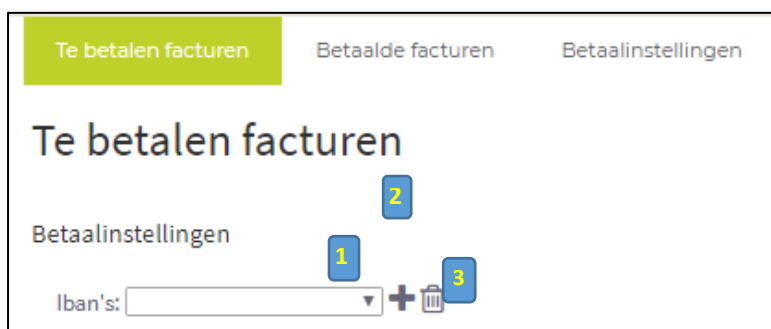 Te betalen facturen Betaalde facturen Betaalinstellingen
Te betalen facturen
2
Betaalinstellingen
1
3
Iban's: